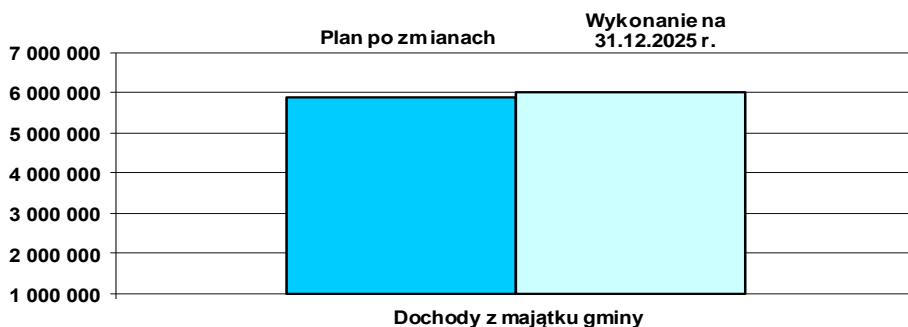 Plan po zmianach
Wykonanie na
31.12.2025 r.
7 000 000
6 000 000
5 000 000
4 000 000
3 000 000
2 000 000
1 000 000
Dochody z majątku gminy